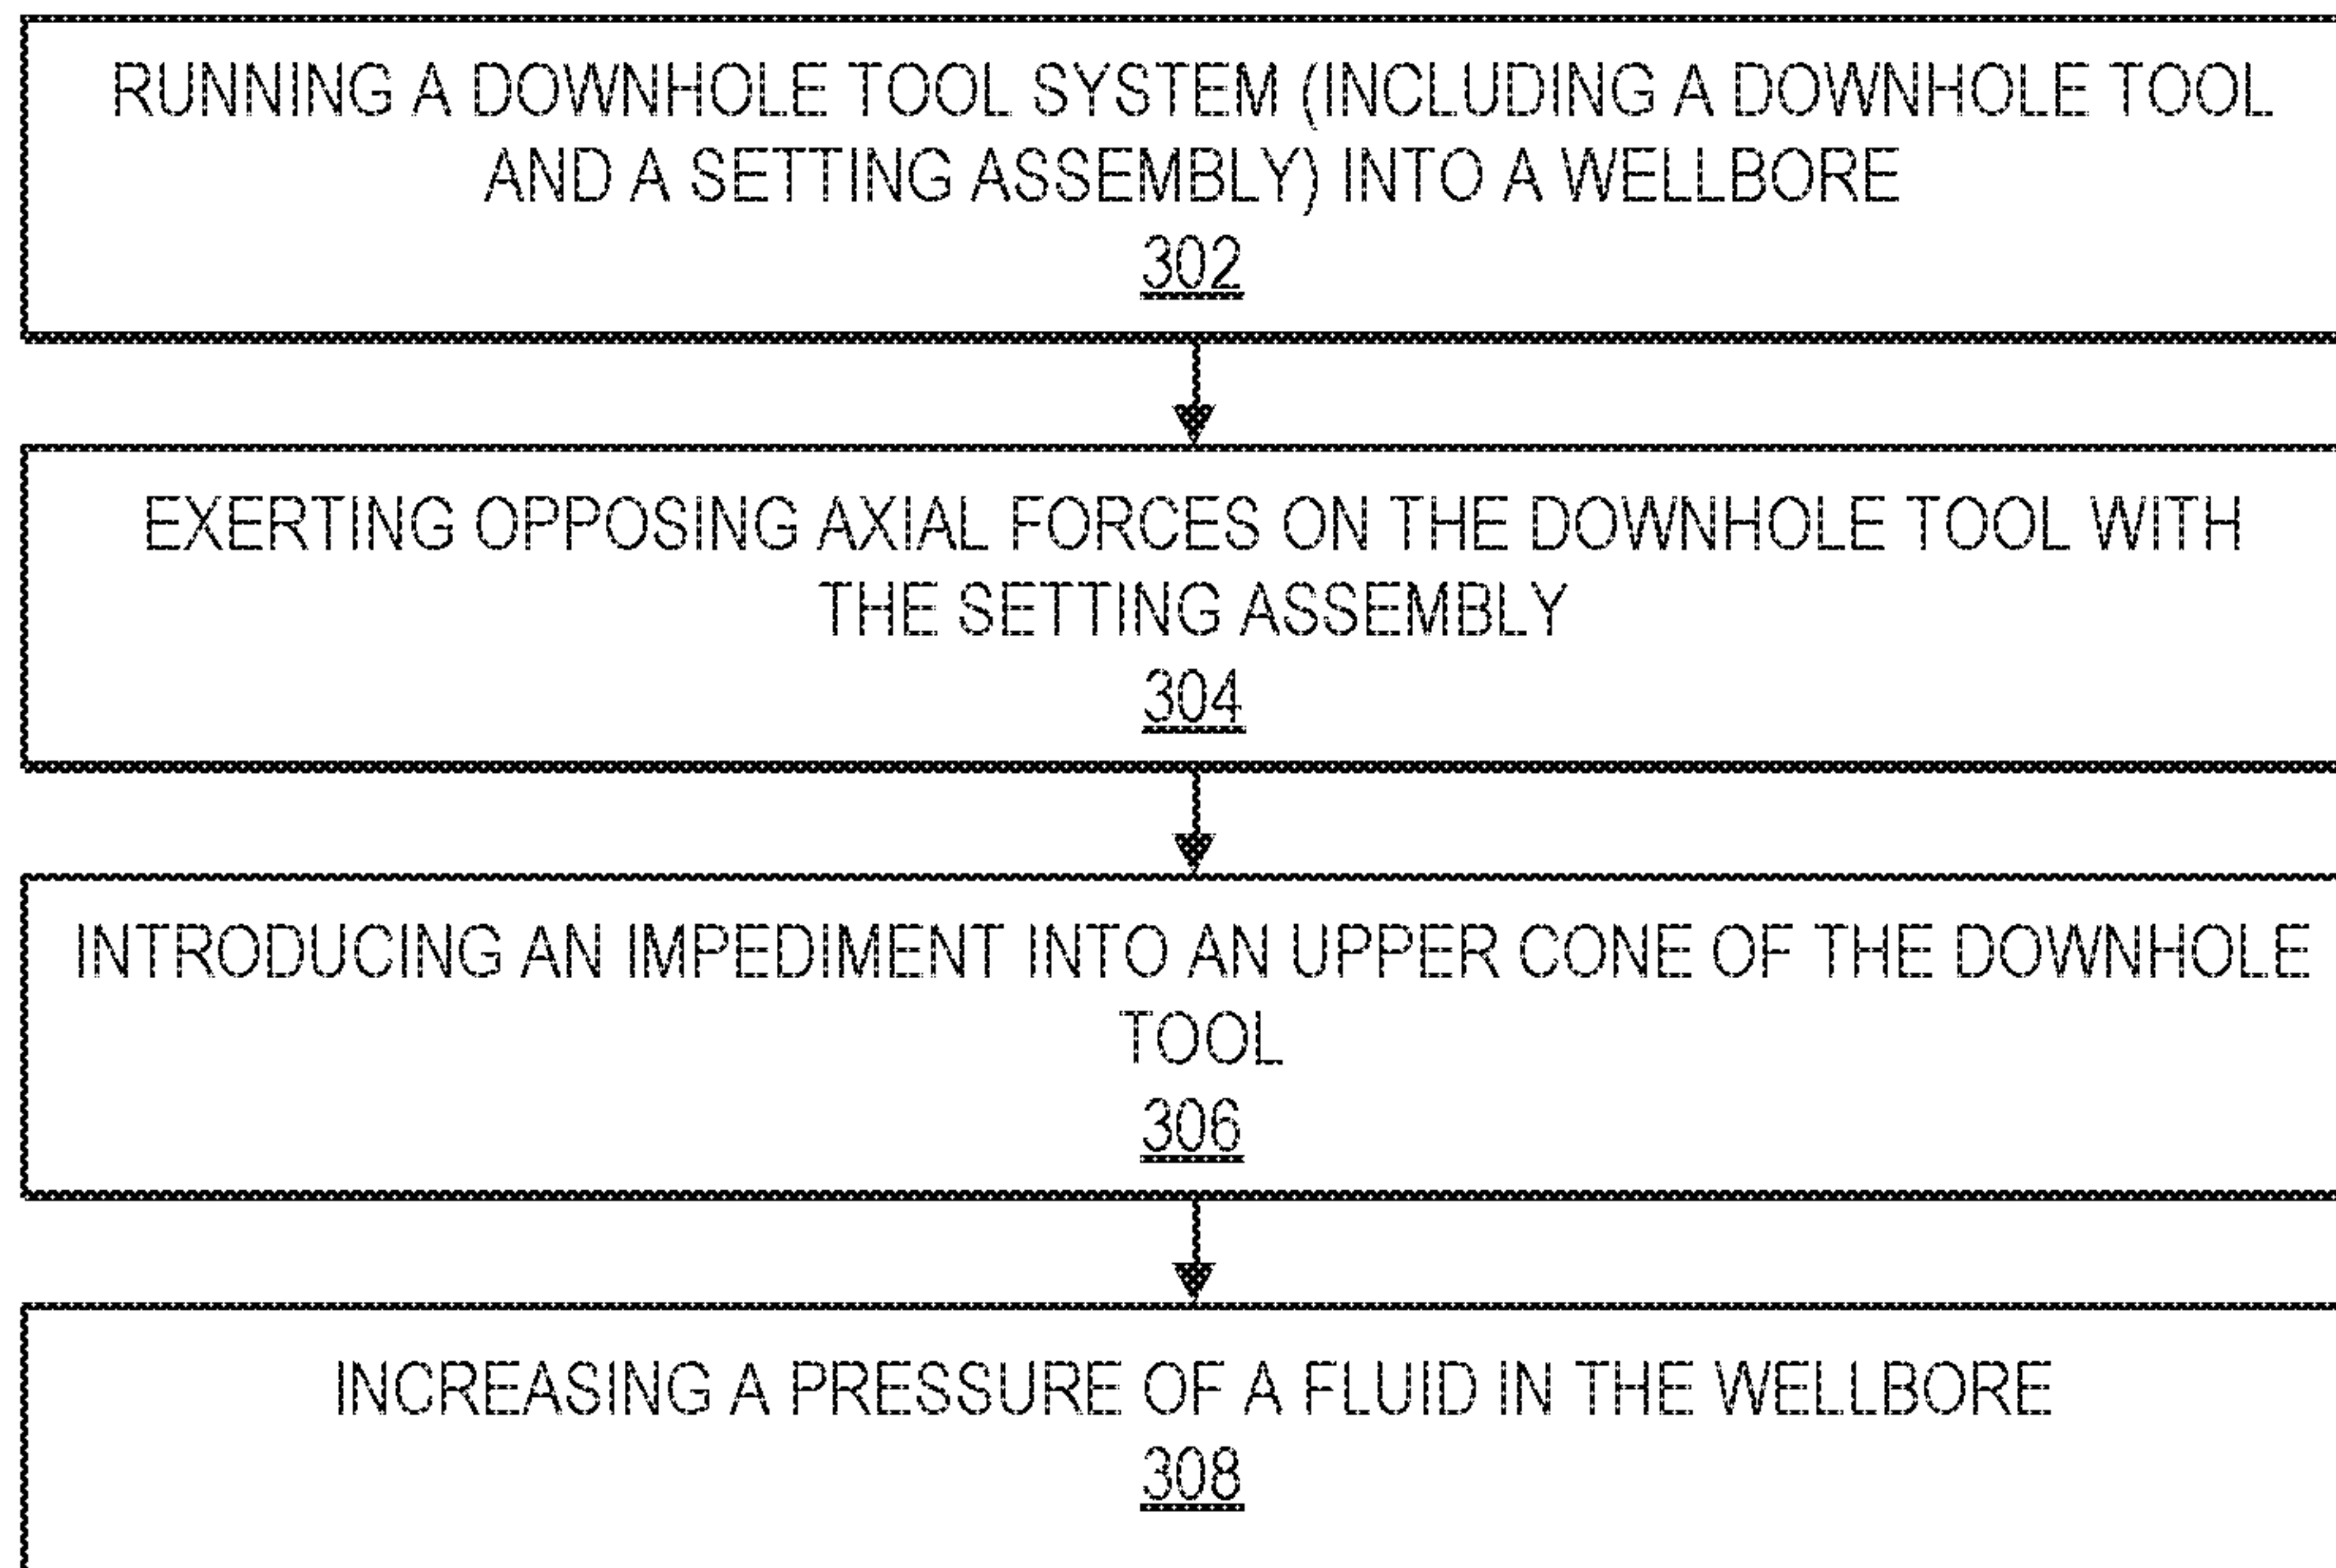 RUNNING A DOWNHOLE TOOL SYSTEM (INCLUDING A DOWNHOLE TOOL
AND A SETTING ASSEMBLY) INTO A WELLBORE
302
EXERTING OPPOSING AXIAL FORCES ON THE DOWNHOLE TOOL WITH
THE SETTING ASSEMBLY
304
INTRODUCING AN IMPEDIMENT INTO AN UPPER CONE OF THE DOWNHOLE
TOOL
306
INCREASING A PRESSURE OF A FLUID IN THE WELLBORE
308